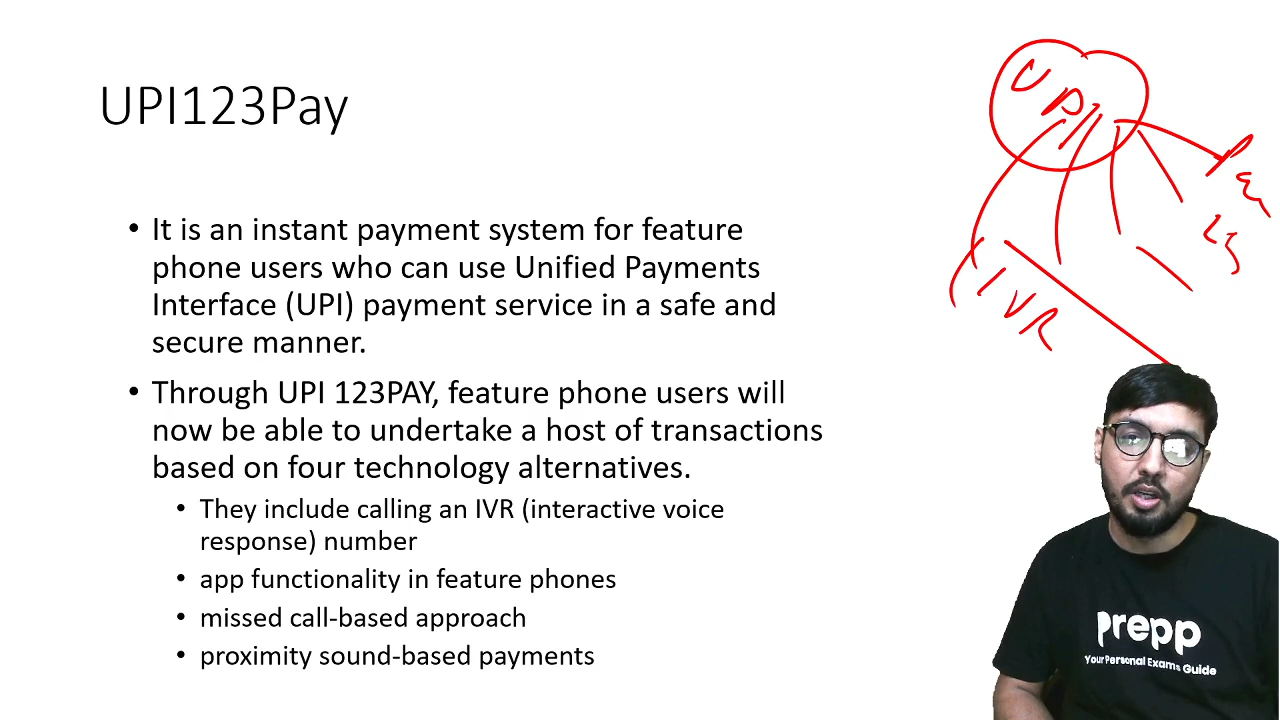 UPI123Pay
• It is an instant payment system for feature
phone users who can use Unified Payments
Interface (UPI) payment service in a safe and
secure manner.
• Through UPI 123PAY, feature phone users will
now be able to undertake a host of transactions
based on four technology alternatives.
• They include calling an IVR (interactive voice
response) number
• app functionality in feature phones
• missed call-based approach
• proximity sound-based payments
UPI
IVR
prepp
Your Personal Exams Guide